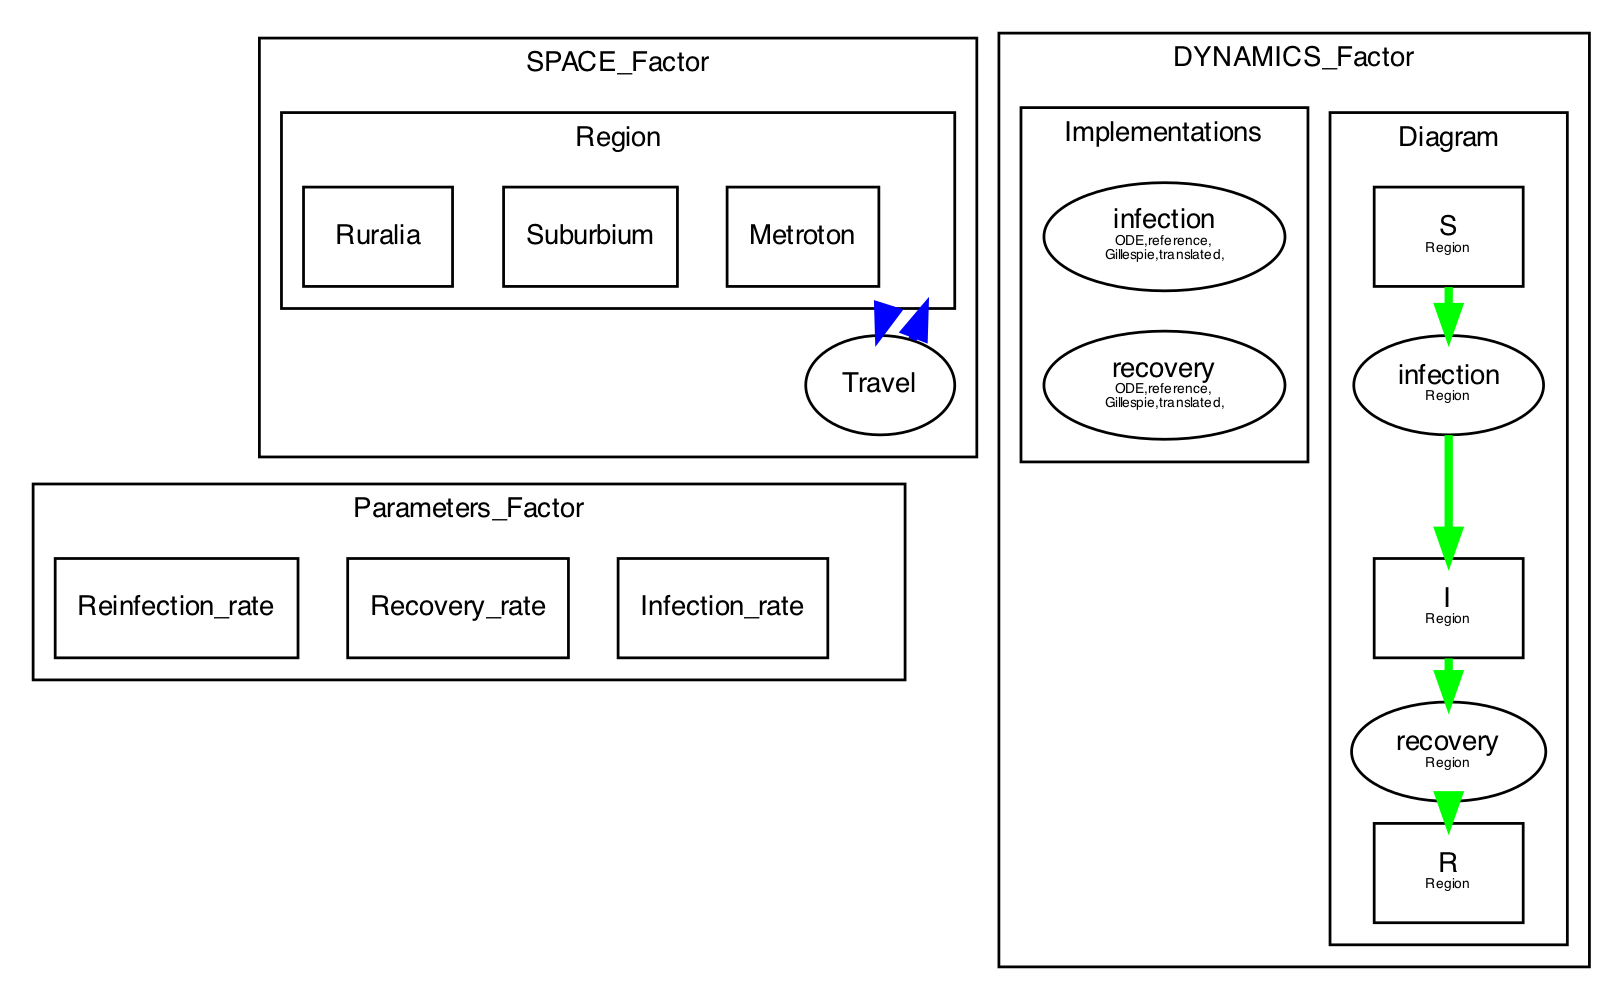 SPACE_Factor
Region
Ruralia
Suburbium
Metroton
Travel
Parameters_Factor
Reinfection_rate
Recovery_rate
Infection_rate
DYNAMICS_Factor
Implementations
infection
ODE,reference,
Gillespie,translated,
recovery
ODE,reference,
Gillespie,translated,
Diagram
S
Region
infection
Region
I
Region
recovery
Region
R
Region